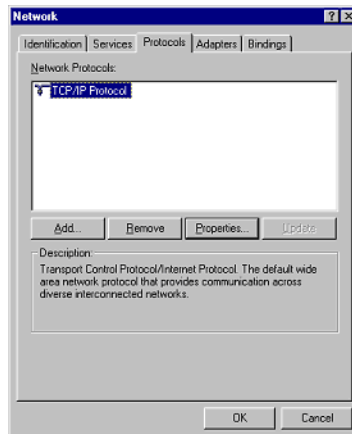 Network
Identification Services Protocols Adapters Bindings
Network Protocols:
TCP/IP Protocol
Add... Remove Properties... Update
Description:
Transport Control Protocol/Internet Protocol. The default wide
area network protocol that provides communication across
diverse interconnected networks.
OK Cancel